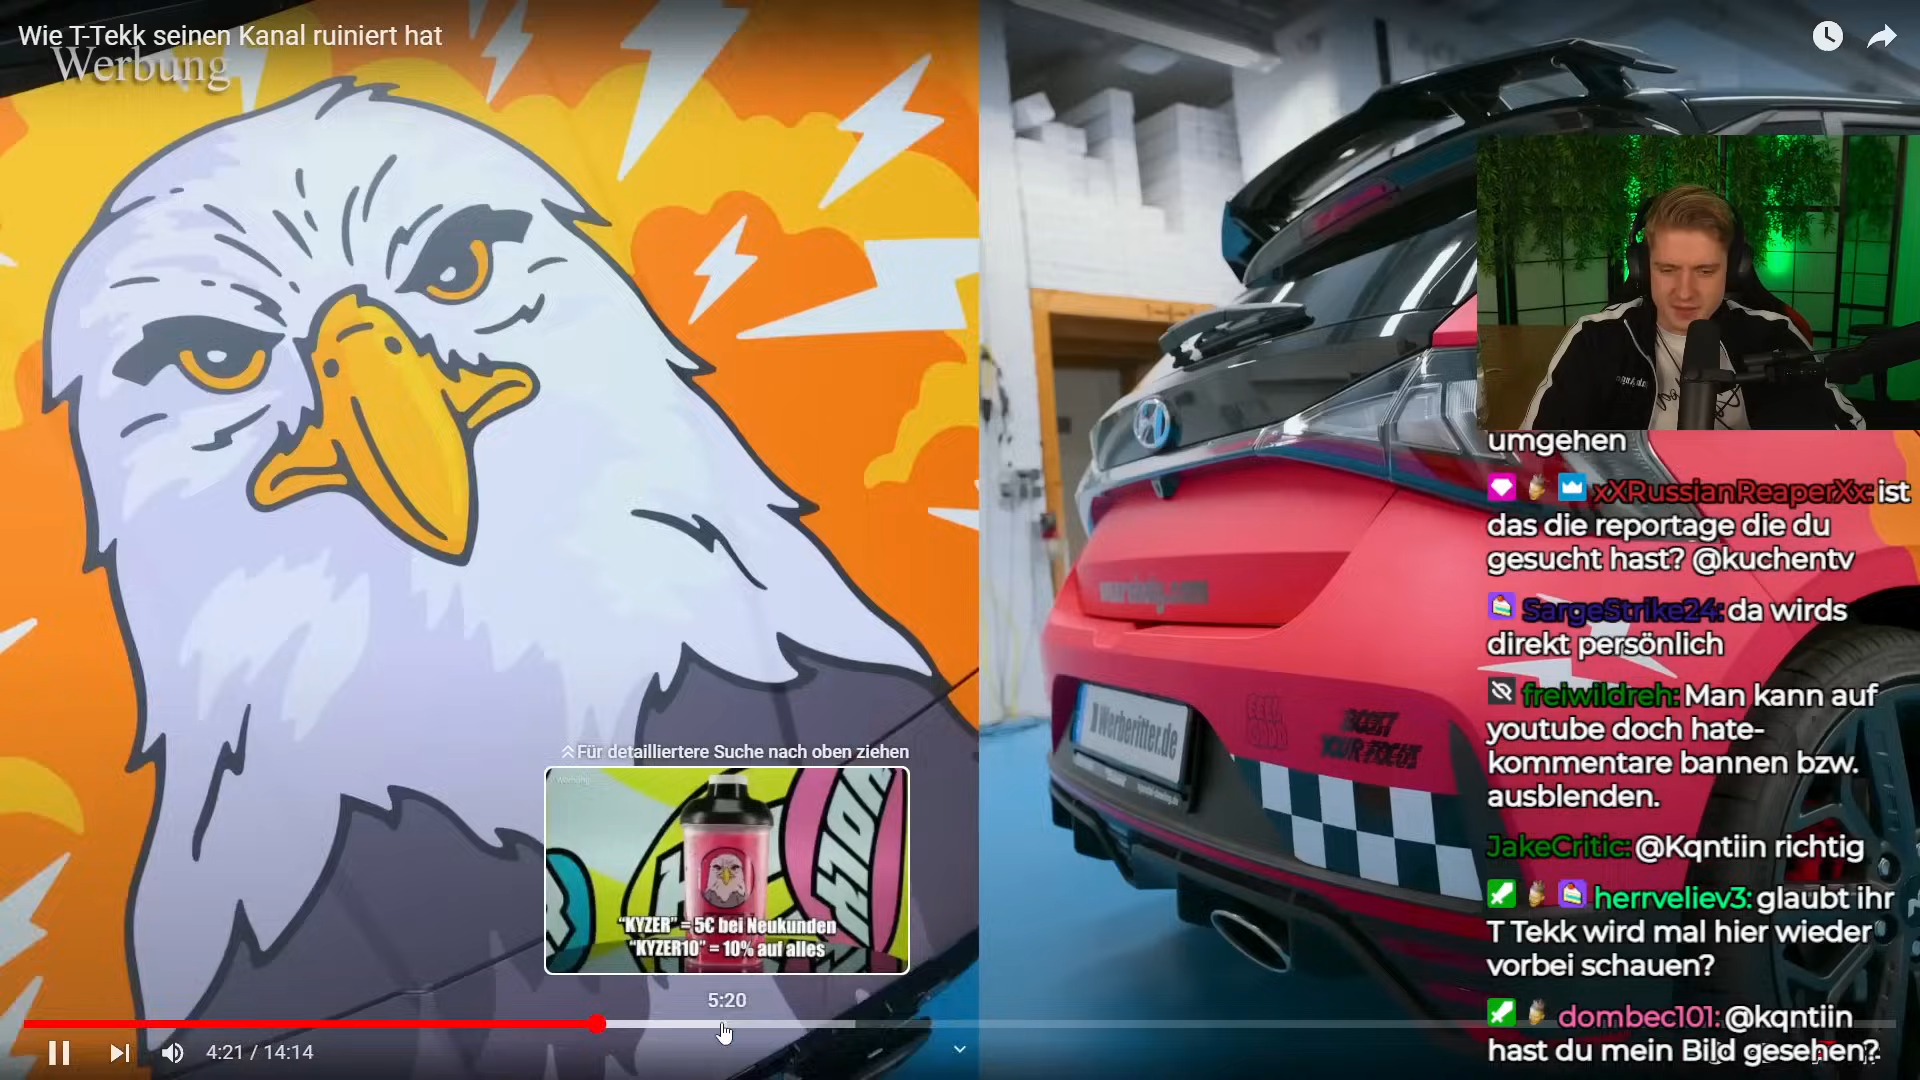 Wie T-Tekk seinen Kanal ruiniert hat
Werbung
umgehen
xXRussianReaperXx: ist
das die reportage die du
gesucht hast? @kuchentv
SargeStrike24: da wirds
direkt persönlich
freiwildreh: Man kann auf
youtube doch hate-
kommentare bannen bzw.
ausblenden.
JakeCritic: @Kqntiin richtig
herrveliev3: glaubt ihr
T Tekk wird mal hier wieder
vorbei schauen?
dombec101: @kqntiin
hast du mein Bild gesehen?
Werberitter.de
BOOST
YOUR FOCUS
Für detailliertere Suche nach oben ziehen
Werbung
"KYZER" = 5€ bei Neukunden
"KYZER10" = 10% auf alles
5:20
4:21 / 14:14